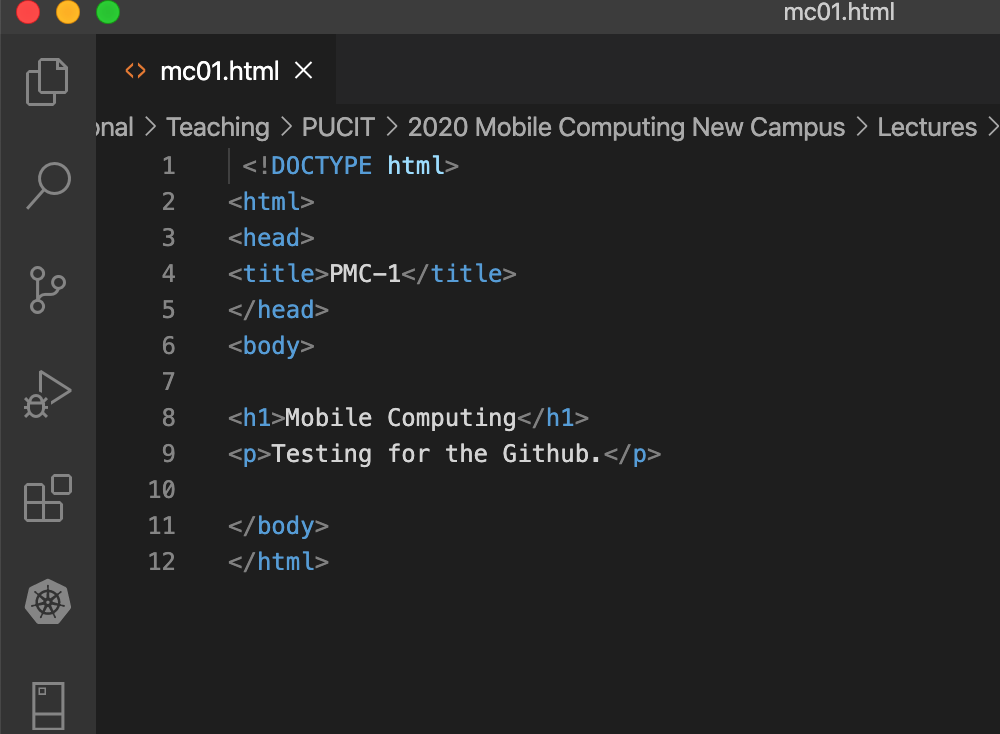 mc01.html
mc01.html
Teaching > PUCIT > 2020 Mobile Computing New Campus > Lectures >
1 <!DOCTYPE html>
2 <html>
3 <head>
4 <title>PMC-1</title>
5 </head>
6 <body>
7
8 <h1>Mobile Computing</h1>
9 <p>Testing for the Github.</p>
10
11 </body>
12 </html>